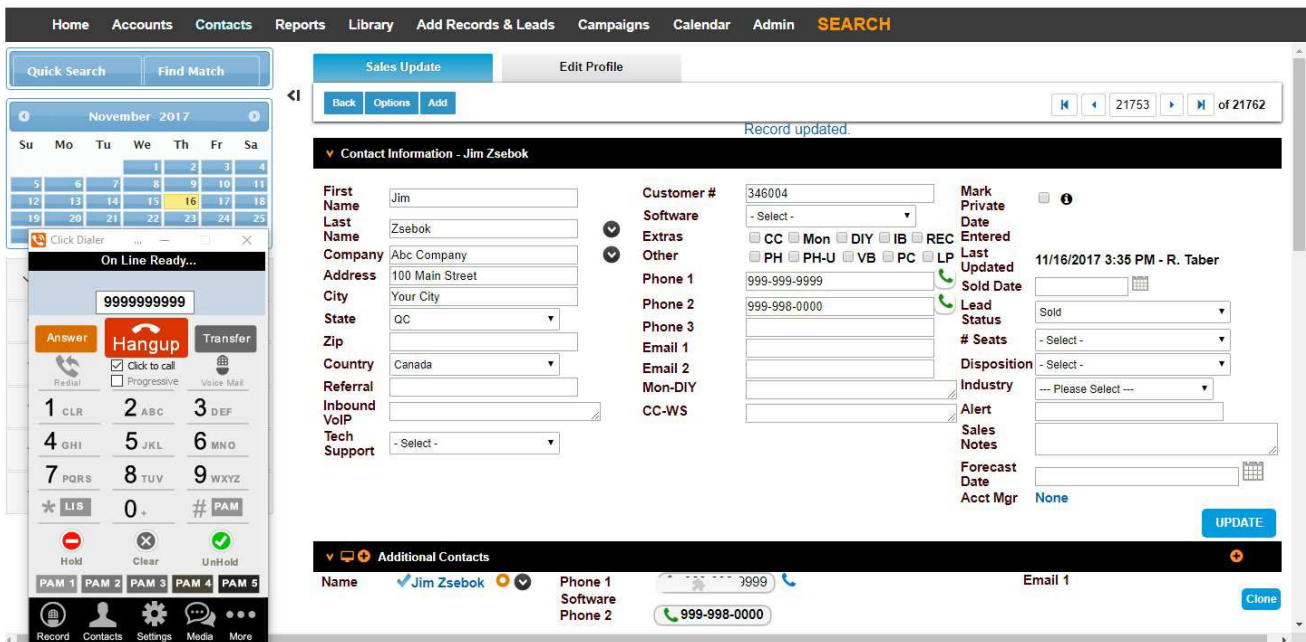 Home Accounts Contacts Reports Library Add Records & Leads Campaigns Calendar Admin SEARCH
Quick Search Find Match
November 2017
Su Mo Tu We Th Fr Sa
1 2 3 4
5 6 7 8 9 10 11
12 13 14 15 16 17 18
19 20 21 22 23 24 25
Click Dialer ...
On Line Ready...
9999999999
Answer Hangup Transfer
Redial Click to call Voice Mail
Progressive
1 CLR 2 ABC 3 DEF
4 GHI 5 JKL 6 MNO
7 PQRS 8 TUV 9 WXYZ
* LIS 0 + # PAM
Hold Clear UnHold
PAM 1 PAM 2 PAM 3 PAM 4 PAM 5
Record Contacts Settings Media More
Sales Update Edit Profile
Back Options Add 21753 of 21762
Record updated.
Contact Information - Jim Zsebok
First Name Jim
Last Name Zsebok
Company Abc Company
Address 100 Main Street
City Your City
State QC
Zip
Country Canada
Referral
Inbound VoIP
Tech Support - Select -
Customer # 346004
Software - Select -
Extras CC Mon DIY IB REC
Other PH PH-U VB PC LP
Phone 1 999-999-9999
Phone 2 999-998-0000
Phone 3
Email 1
Email 2
Mon-DIY
CC-WS
Mark Private
Date Entered
Last Updated 11/16/2017 3:35 PM - R. Taber
Sold Date
Lead Status Sold
# Seats - Select -
Disposition - Select -
Industry --- Please Select ---
Alert
Sales Notes
Forecast Date
Acct Mgr None
UPDATE
Additional Contacts
Name Jim Zsebok Phone 1 9999 Email 1
Software
Phone 2 999-998-0000
Clone